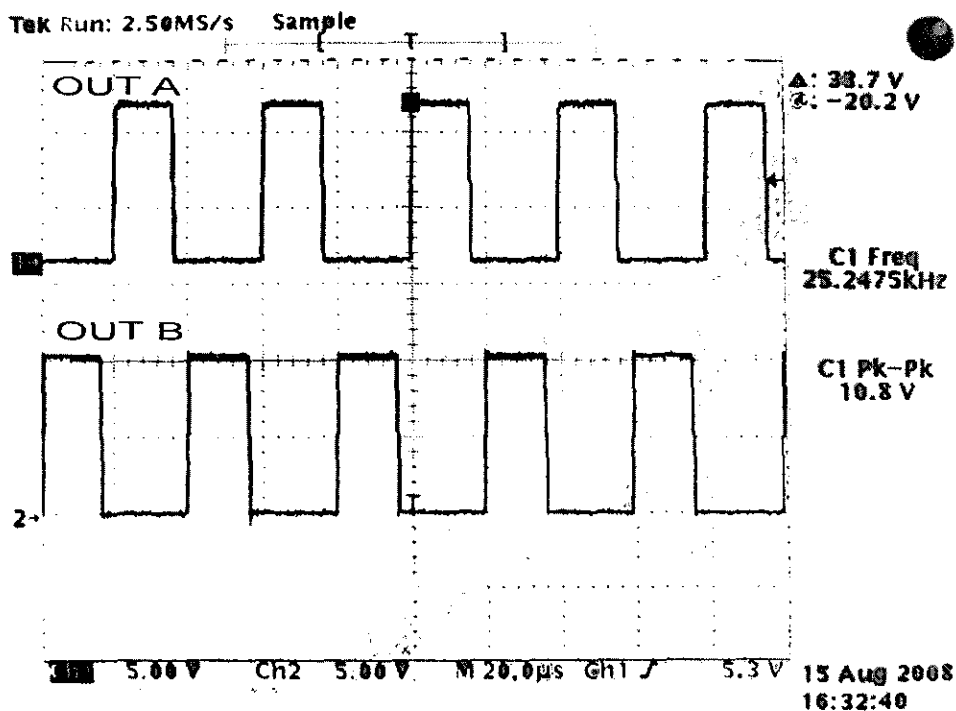 Tek Run: 2.50MS/s Sample
OUT A
Δ: 33.7 V
@: -20.2 V
C1 Freq
25.2475kHz
OUT B
C1 Pk-Pk
10.8 V
2
5.00 V Ch2 5.00 V M 20.0µs Ch1 5.3 V
15 Aug 2008
16:32:40